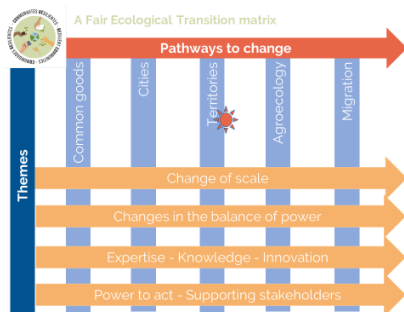 A Fair Ecological Transition matrix
Pathways to change
Common goods
Cities
Territories
Agroecology
Migration
Themes
Change of scale
Changes in the balance of power
Expertise - Knowledge - Innovation
Power to act - Supporting stakeholders